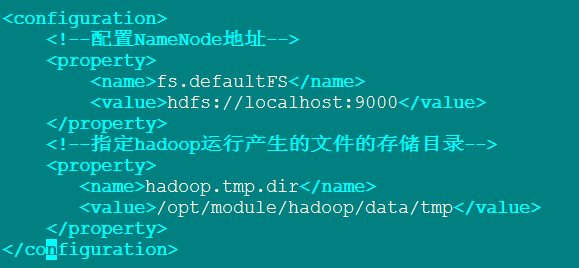 <configuration>
<!--配置NameNode地址-->
<property>
<name>fs.defaultFS</name>
<value>hdfs://localhost:9000</value>
</property>
<!--指定hadoop运行产生的文件的存储目录-->
<property>
<name>hadoop.tmp.dir</name>
<value>/opt/module/hadoop/data/tmp</value>
</property>
</configuration>